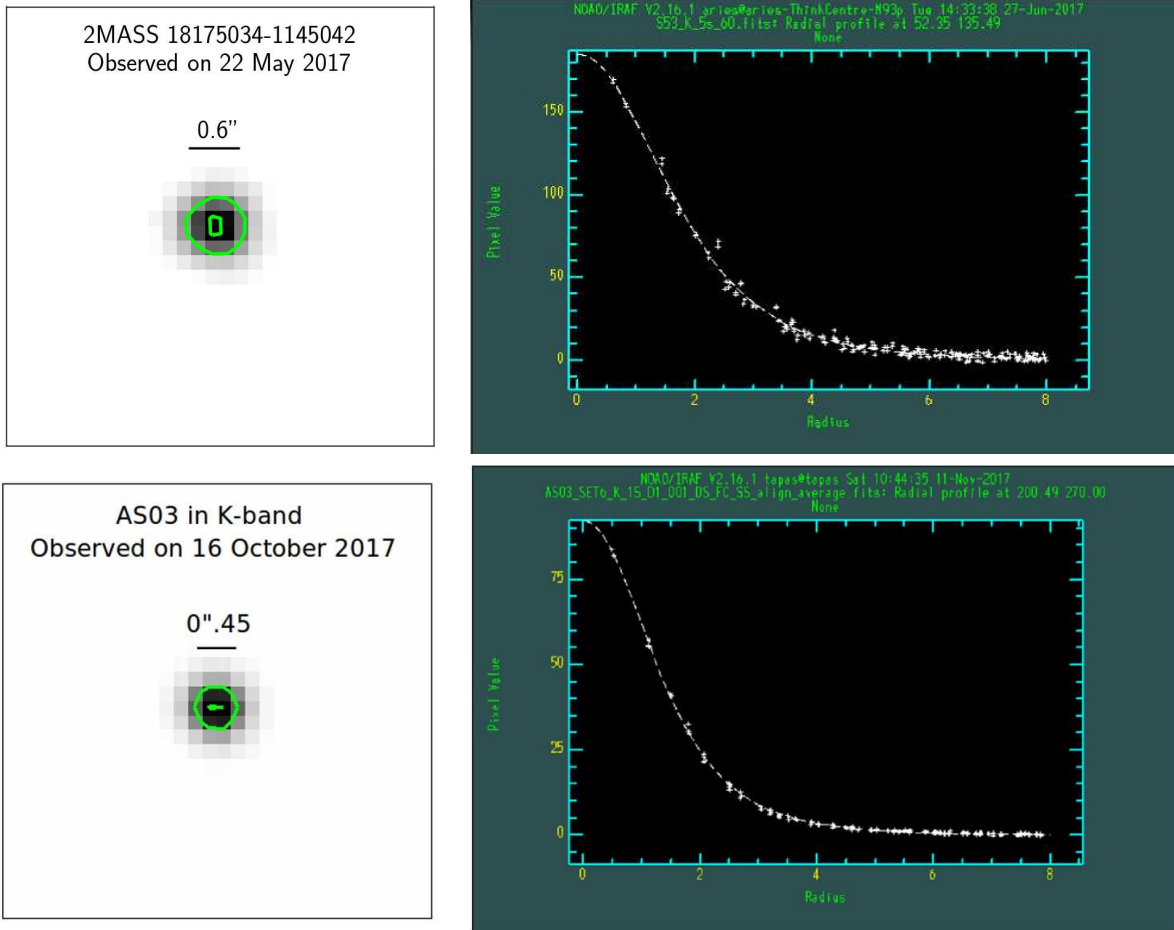 2MASS 18175034-1145042
Observed on 22 May 2017
0.6”
NOAO/IRAF V2.16.1 aries@aries-ThinkCentre-M93p Tue 14:33:38 27-Jun-2017
S53_K_5s_60.fits: Radial profile at 52.35 135.49
None
Pixel Value
150
100
50
0
0 2 4 6 8
Radius
AS03 in K-band
Observed on 16 October 2017
0".45
NOAO/IRAF V2.16.1 tapas@tapas Sat 10:44:35 11-Nov-2017
AS03_SET6_K_1S_D1_001_DS_FC_SS_align_average.fits: Radial profile at 200.49 270.00
None
Pixel Value
75
50
25
0
0 2 4 6 8
Radius